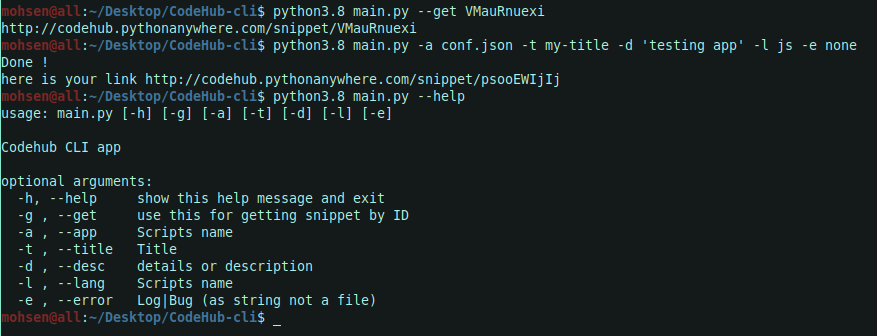 mohsen@all:~/Desktop/CodeHub-cli$ python3.8 main.py --get VMauRnuexi
http://codehub.pythonanywhere.com/snippet/VMauRnuexi
mohsen@all:~/Desktop/CodeHub-cli$ python3.8 main.py -a conf.json -t my-title -d 'testing app' -l js -e none
Done !
here is your link http://codehub.pythonanywhere.com/snippet/psooEWIjIj
mohsen@all:~/Desktop/CodeHub-cli$ python3.8 main.py --help
usage: main.py [-h] [-g] [-a] [-t] [-d] [-l] [-e]

Codehub CLI app

optional arguments:
  -h, --help     show this help message and exit
  -g , --get     use this for getting snippet by ID
  -a , --app     Scripts name
  -t , --title   Title
  -d , --desc    details or description
  -l , --lang    Scripts name
  -e , --error   Log|Bug (as string not a file)
mohsen@all:~/Desktop/CodeHub-cli$ _